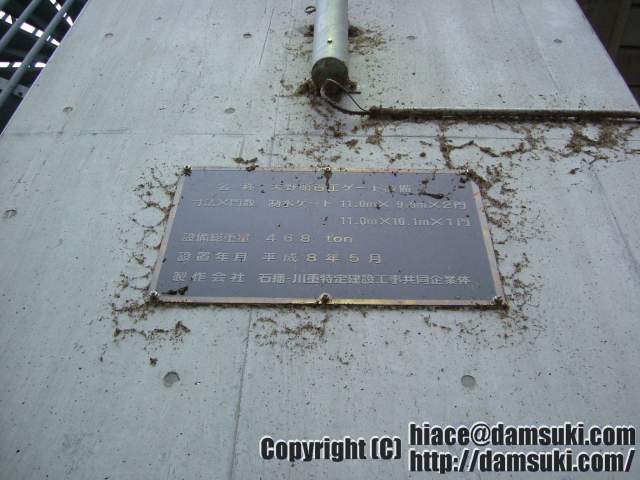 名 称 天野頭首工ゲート設備
寸法×門数 制水ゲート 11.0m× 9.6m×2門
11.0m×10.1m×1門
設備総重量 468 ton
設置年月 平成8年5月
製作会社 石播・川重特定建設工事共同企業体
Copyright (C) hiace@damsuki.com
http://damsuki.com/